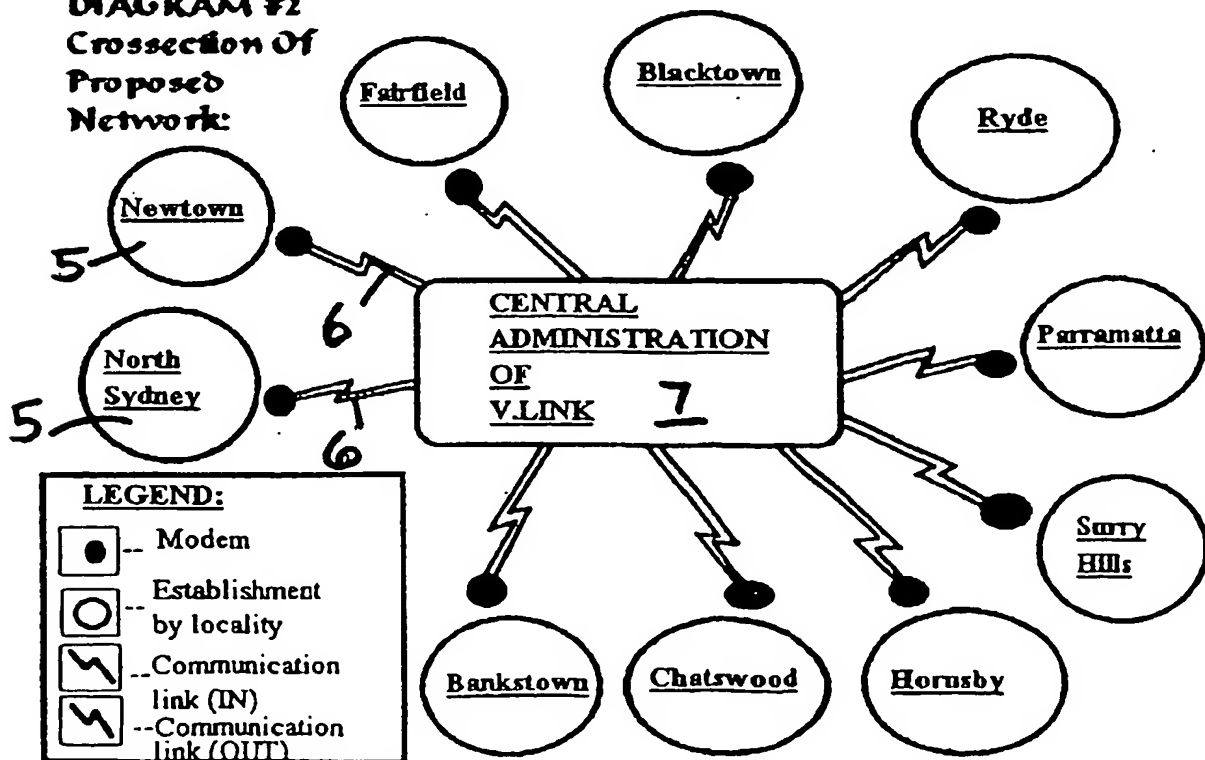 DIAGRAM #2
Crossection Of
Proposed
Network:
Fairfield
Blacktown
Ryde
Newtown
5
6
North
Sydney
5
6
CENTRAL
ADMINISTRATION
OF
V.LINK 7
Parramatta
Surry
Hills
Bankstown
Chatswood
Hornsby
LEGEND:
-- Modem
-- Establishment
by locality
--Communication
link (IN)
--Communication
link (OUT)